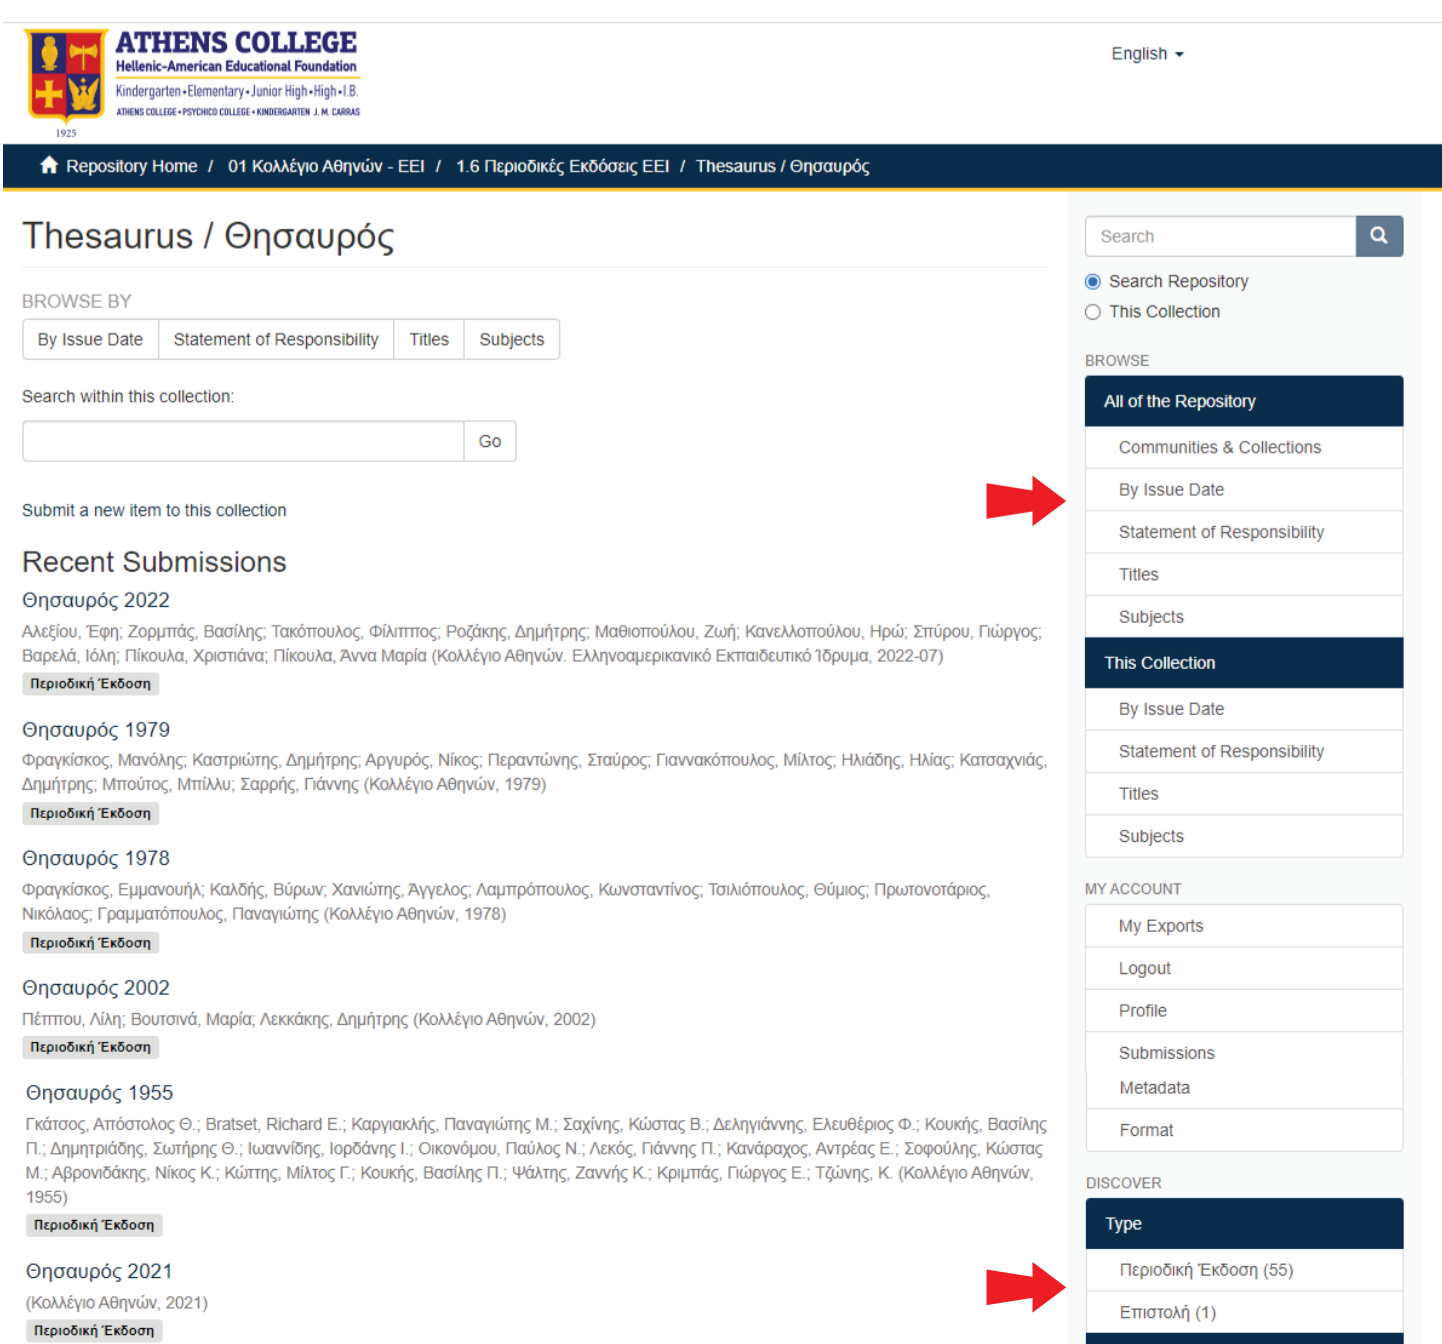 ATHENS COLLEGE
Hellenic-American Educational Foundation
Kindergarten•Elementary•Junior High•High•I.B.
ATHENS COLLEGE • PSYCHICO COLLEGE • KINDERGARTEN J. M. CARRAS
1925
English
Repository Home / 01 Κολλέγιο Αθηνών - ΕΕΙ / 1.6 Περιοδικές Εκδόσεις ΕΕΙ / Thesaurus / Θησαυρός
Thesaurus / Θησαυρός
BROWSE BY
By Issue Date Statement of Responsibility Titles Subjects
Search within this collection:
Go
Submit a new item to this collection
Recent Submissions
Θησαυρός 2022
Αλεξίου, Έφη; Ζορμπάς, Βασίλης; Τακόπουλος, Φίλιππος; Ροζάκης, Δημήτρης; Μαθιοπούλου, Ζωή; Κανελλοπούλου, Ηρώ; Σπύρου, Γιώργος;
Βαρελά, Ιόλη; Πίκουλα, Χριστιάνα; Πίκουλα, Άννα Μαρία (Κολλέγιο Αθηνών. Ελληνοαμερικανικό Εκπαιδευτικό Ίδρυμα, 2022-07)
Περιοδική Έκδοση
Θησαυρός 1979
Φραγκίσκος, Μανόλης; Καστριώτης, Δημήτρης; Αργυρός, Νίκος; Περαντώνης, Σταύρος; Γιαννακόπουλος, Μίλτος; Ηλιάδης, Ηλίας; Κατσαχνιάς,
Δημήτρης; Μπούτος, Μπίλλυ; Σαρρής, Γιάννης (Κολλέγιο Αθηνών, 1979)
Περιοδική Έκδοση
Θησαυρός 1978
Φραγκίσκος, Εμμανουήλ; Καλδής, Βύρων; Χανιώτης, Άγγελος; Λαμπρόπουλος, Κωνσταντίνος; Τσιλιόπουλος, Θύμιος; Πρωτονοτάριος,
Νικόλαος; Γραμματόπουλος, Παναγιώτης (Κολλέγιο Αθηνών, 1978)
Περιοδική Έκδοση
Θησαυρός 2002
Πέππου, Λίλη; Βουτσινά, Μαρία; Λεκκάκης, Δημήτρης (Κολλέγιο Αθηνών, 2002)
Περιοδική Έκδοση
Θησαυρός 1955
Γκάτσος, Απόστολος Θ.; Bratset, Richard E.; Καργιακλής, Παναγιώτης Μ.; Σαχίνης, Κώστας Β.; Δεληγιάννης, Ελευθέριος Φ.; Κουκής, Βασίλης
Π.; Δημητριάδης, Σωτήρης Θ.; Ιωαννίδης, Ιορδάνης Ι.; Οικονόμου, Παύλος Ν.; Λεκός, Γιάννης Π.; Κανάραχος, Αντρέας Ε.; Σοφούλης, Κώστας
Μ.; Αβρονιδάκης, Νίκος Κ.; Κώττης, Μίλτος Γ.; Κουκής, Βασίλης Π.; Ψάλτης, Ζαννής Κ.; Κριμπάς, Γιώργος Ε.; Τζώνης, Κ. (Κολλέγιο Αθηνών,
1955)
Περιοδική Έκδοση
Θησαυρός 2021
(Κολλέγιο Αθηνών, 2021)
Περιοδική Έκδοση
Search
Search Repository
This Collection
BROWSE
All of the Repository
Communities & Collections
By Issue Date
Statement of Responsibility
Titles
Subjects
This Collection
By Issue Date
Statement of Responsibility
Titles
Subjects
MY ACCOUNT
My Exports
Logout
Profile
Submissions
Metadata
Format
DISCOVER
Type
Περιοδική Έκδοση (55)
Επιστολή (1)